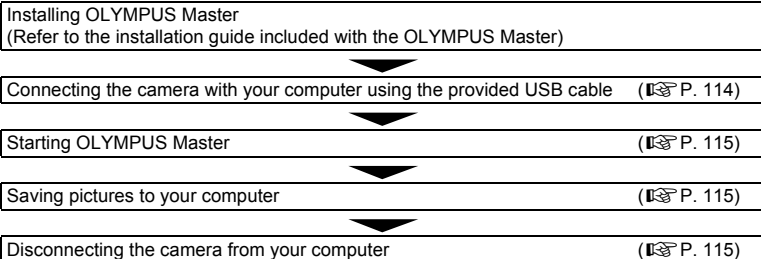 Installing OLYMPUS Master
(Refer to the installation guide included with the OLYMPUS Master)
Connecting the camera with your computer using the provided USB cable (☞ P. 114)
Starting OLYMPUS Master (☞ P. 115)
Saving pictures to your computer (☞ P. 115)
Disconnecting the camera from your computer (☞ P. 115)